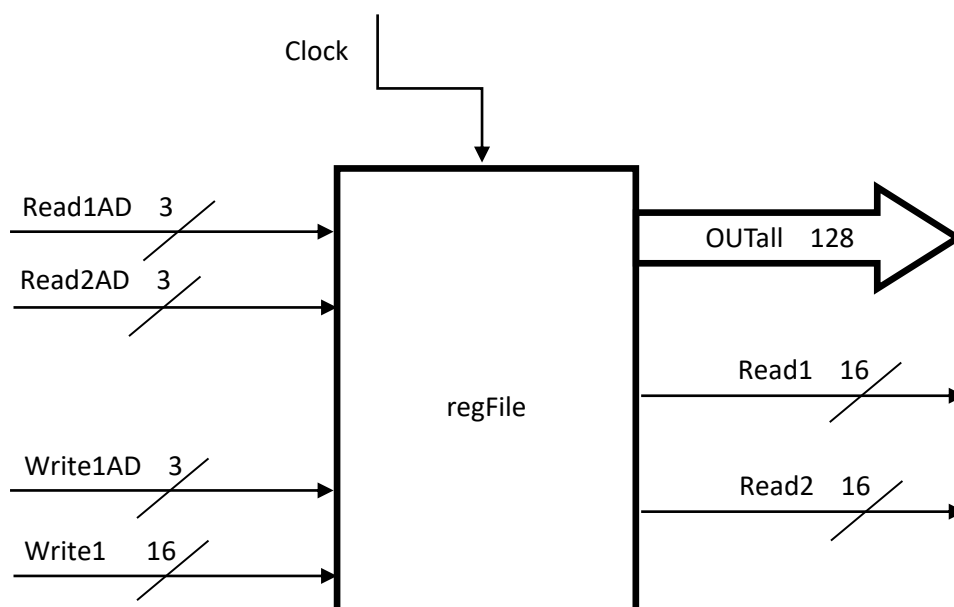 Clock
Read1AD 3
OUTall 128
Read2AD 3
Read1 16
regFile
Write1AD 3
Read2 16
Write1 16